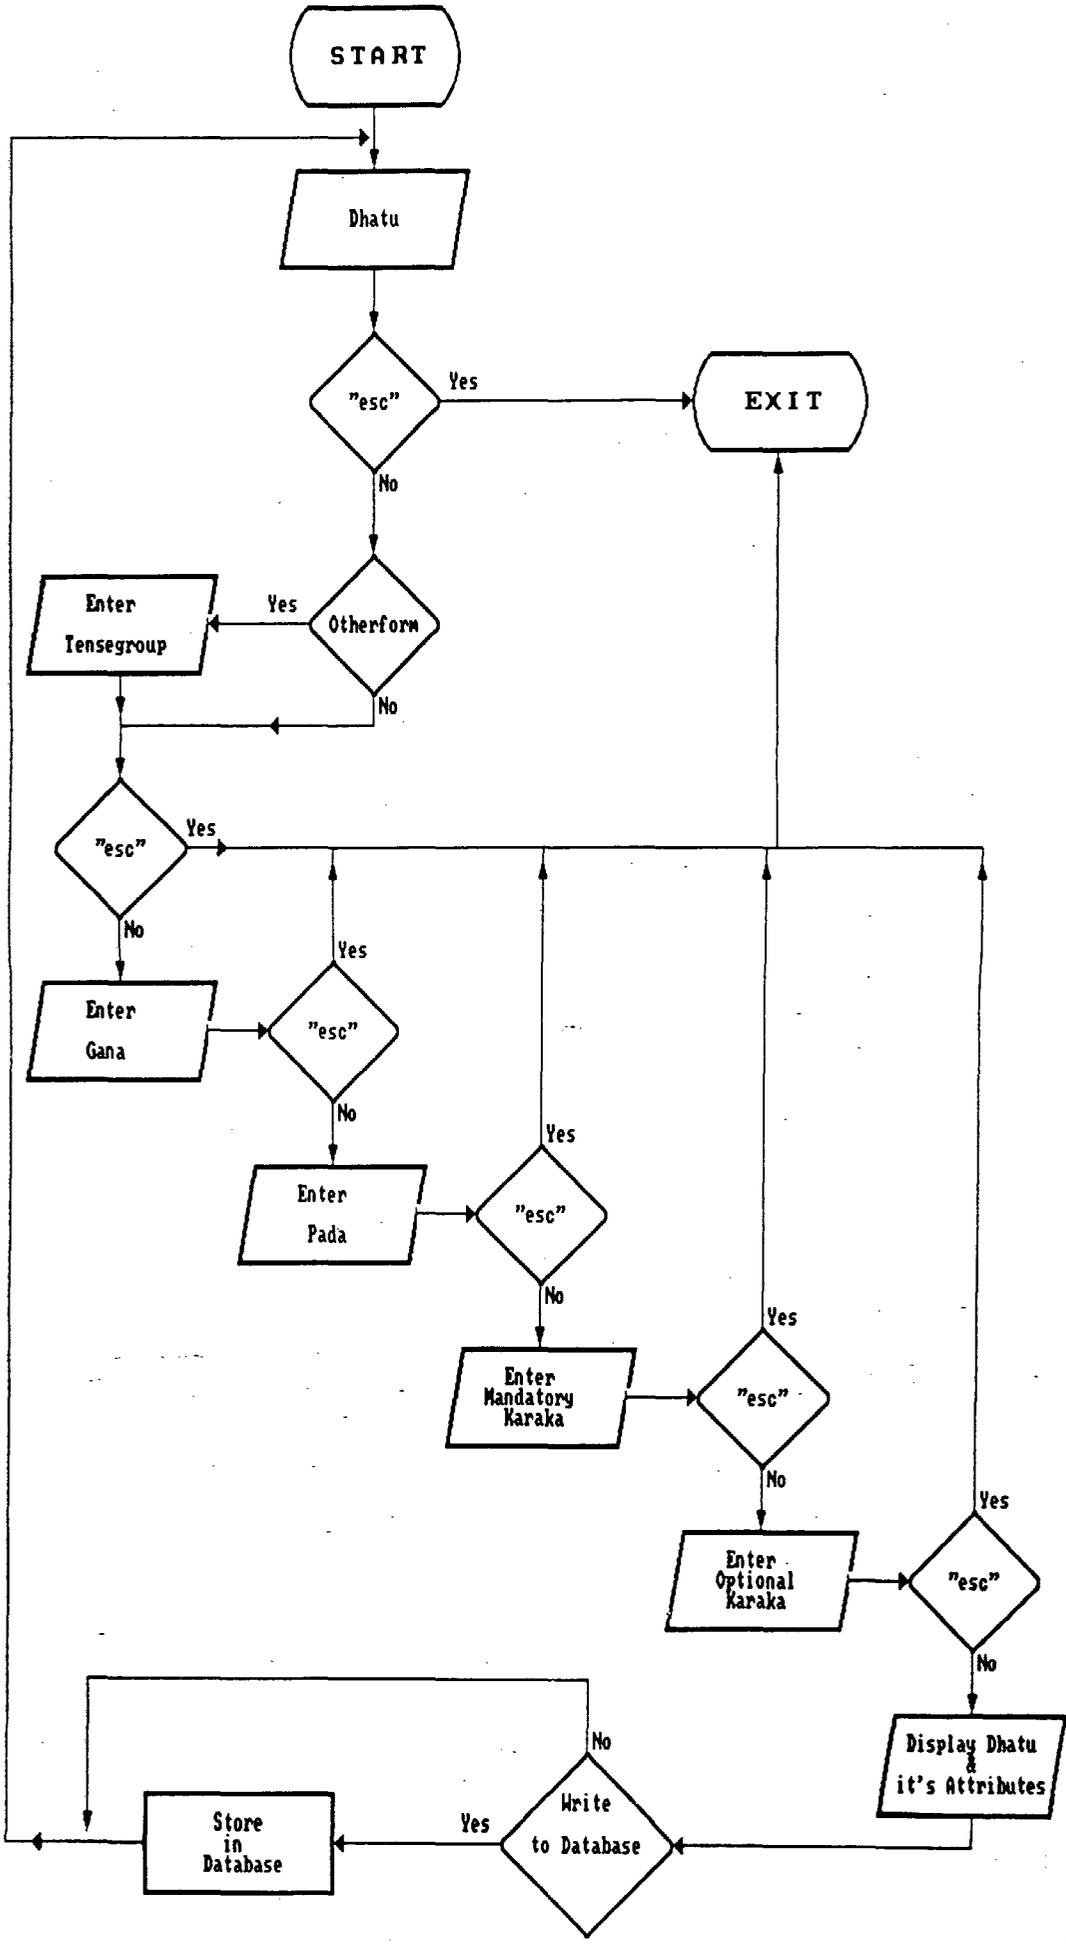 START
Dhatu
"esc"
Yes
EXIT
No
Otherform
Yes
Enter
Tensegroup
No
"esc"
Yes
No
Enter
Gana
"esc"
Yes
No
Enter
Pada
"esc"
Yes
No
Enter
Mandatory
Karaka
"esc"
Yes
No
Enter
Optional
Karaka
"esc"
Yes
No
Display Dhatu
&
it's Attributes
Write
to Database
No
Yes
Store
in
Database